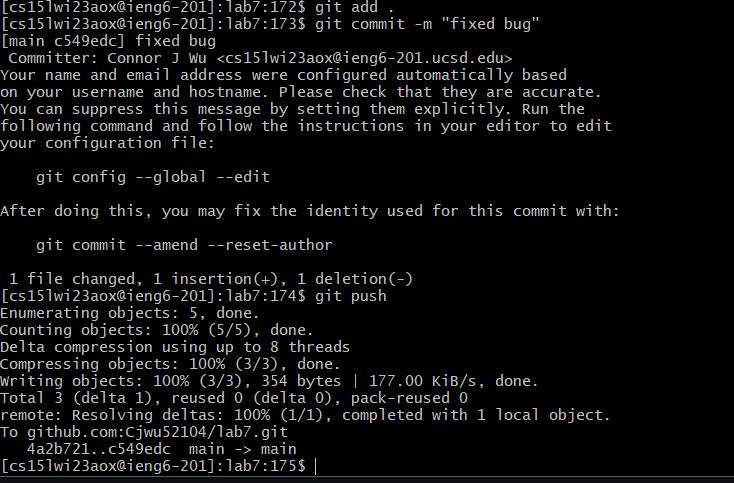 [cs15lwi23aox@ieng6-201]:lab7:172$ git add .
[cs15lwi23aox@ieng6-201]:lab7:173$ git commit -m "fixed bug"
[main c549edc] fixed bug
 Committer: Connor J Wu <cs15lwi23aox@ieng6-201.ucsd.edu>
Your name and email address were configured automatically based
on your username and hostname. Please check that they are accurate.
You can suppress this message by setting them explicitly. Run the
following command and follow the instructions in your editor to edit
your configuration file:

    git config --global --edit

After doing this, you may fix the identity used for this commit with:

    git commit --amend --reset-author

 1 file changed, 1 insertion(+), 1 deletion(-)
[cs15lwi23aox@ieng6-201]:lab7:174$ git push
Enumerating objects: 5, done.
Counting objects: 100% (5/5), done.
Delta compression using up to 8 threads
Compressing objects: 100% (3/3), done.
Writing objects: 100% (3/3), 354 bytes | 177.00 KiB/s, done.
Total 3 (delta 1), reused 0 (delta 0), pack-reused 0
remote: Resolving deltas: 100% (1/1), completed with 1 local object.
To github.com:Cjwu52104/lab7.git
   4a2b721..c549edc  main -> main
[cs15lwi23aox@ieng6-201]:lab7:175$